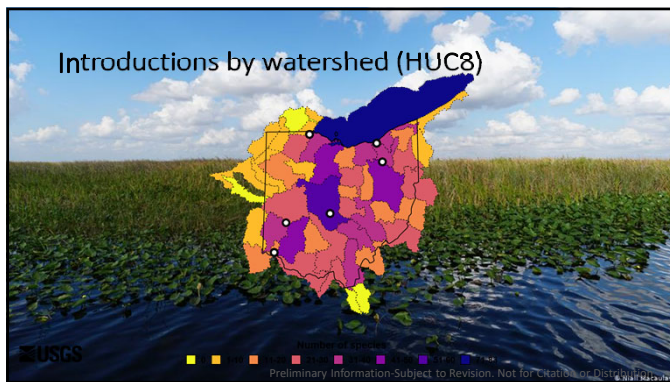 Introductions by watershed (HUC8)
Number of species
USGS
Preliminary Information-Subject to Revision. Not for Citation or Distribution